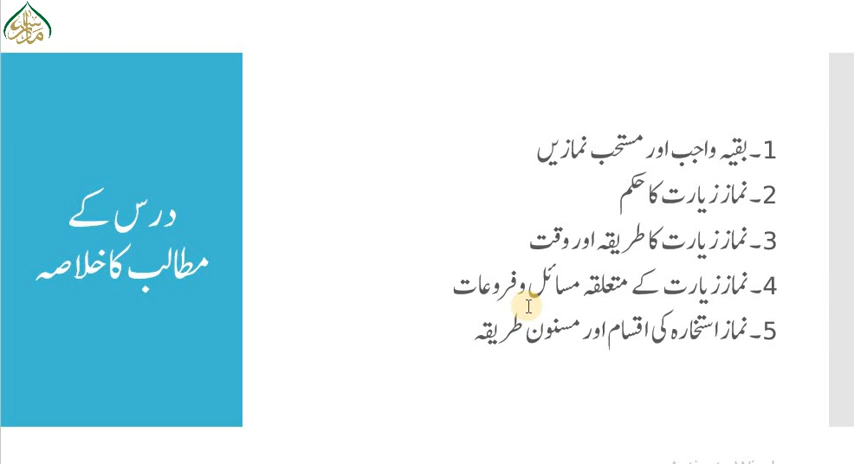 درس کے
مطالب کا خلاصہ
1۔بقیہ واجب اور مستحب نمازیں
2۔نماز زیارت کا حکم
3۔نماز زیارت کا طریقہ اور وقت
4۔نماز زیارت کے متعلقہ مسائل و فروعات
5۔نماز استخارہ کی اقسام اور مسنون طریقہ